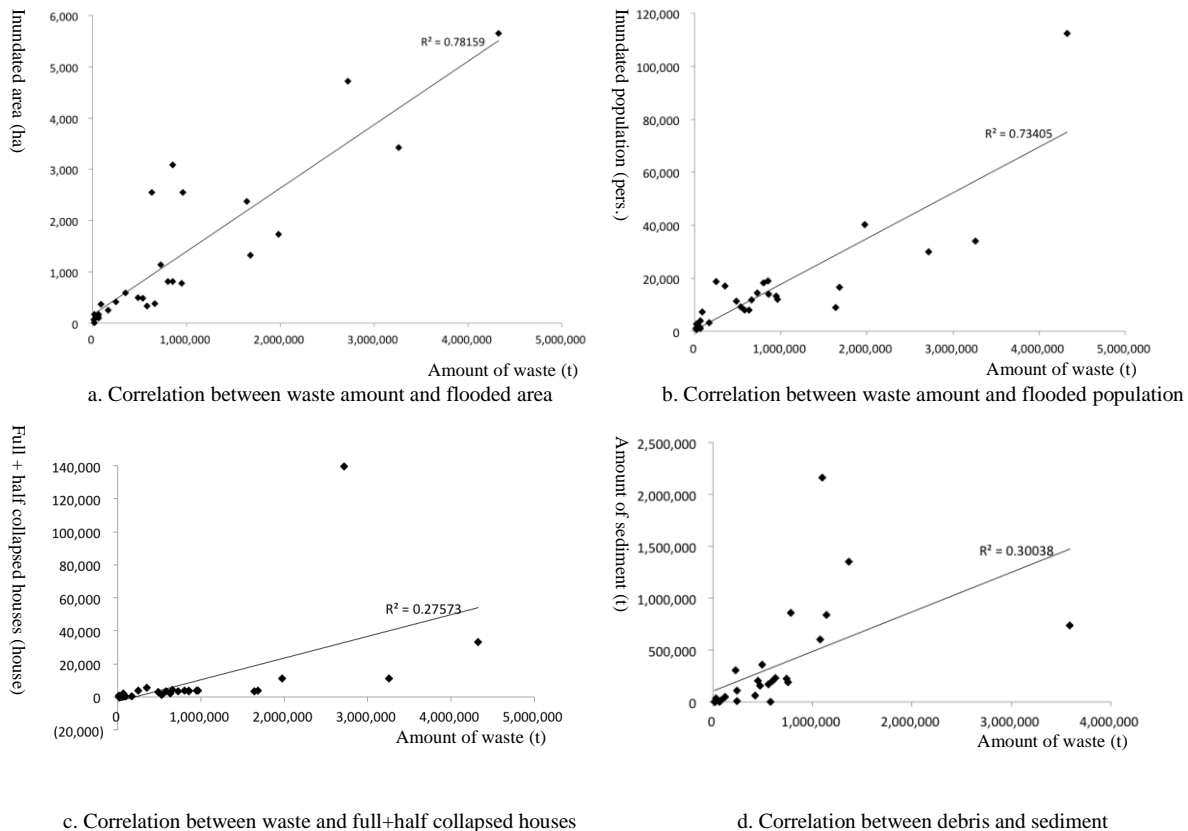 Inundated area (ha)
6,000
5,000
4,000
3,000
2,000
1,000
0
R² = 0.78159
0 1,000,000 2,000,000 3,000,000 4,000,000 5,000,000
Amount of waste (t)
a. Correlation between waste amount and flooded area
Inundated population (pers.)
120,000
100,000
80,000
60,000
40,000
20,000
0
R² = 0.73405
0 1,000,000 2,000,000 3,000,000 4,000,000 5,000,000
Amount of waste (t)
b. Correlation between waste amount and flooded population
Full + half collapsed houses (house)
140,000
120,000
100,000
80,000
60,000
40,000
20,000
0
(20,000)
R² = 0.27573
0 1,000,000 2,000,000 3,000,000 4,000,000 5,000,000
Amount of waste (t)
c. Correlation between waste and full+half collapsed houses
Amount of sediment (t)
2,500,000
2,000,000
1,500,000
1,000,000
500,000
0
R² = 0.30038
0 1,000,000 2,000,000 3,000,000 4,000,000
Amount of waste (t)
d. Correlation between debris and sediment